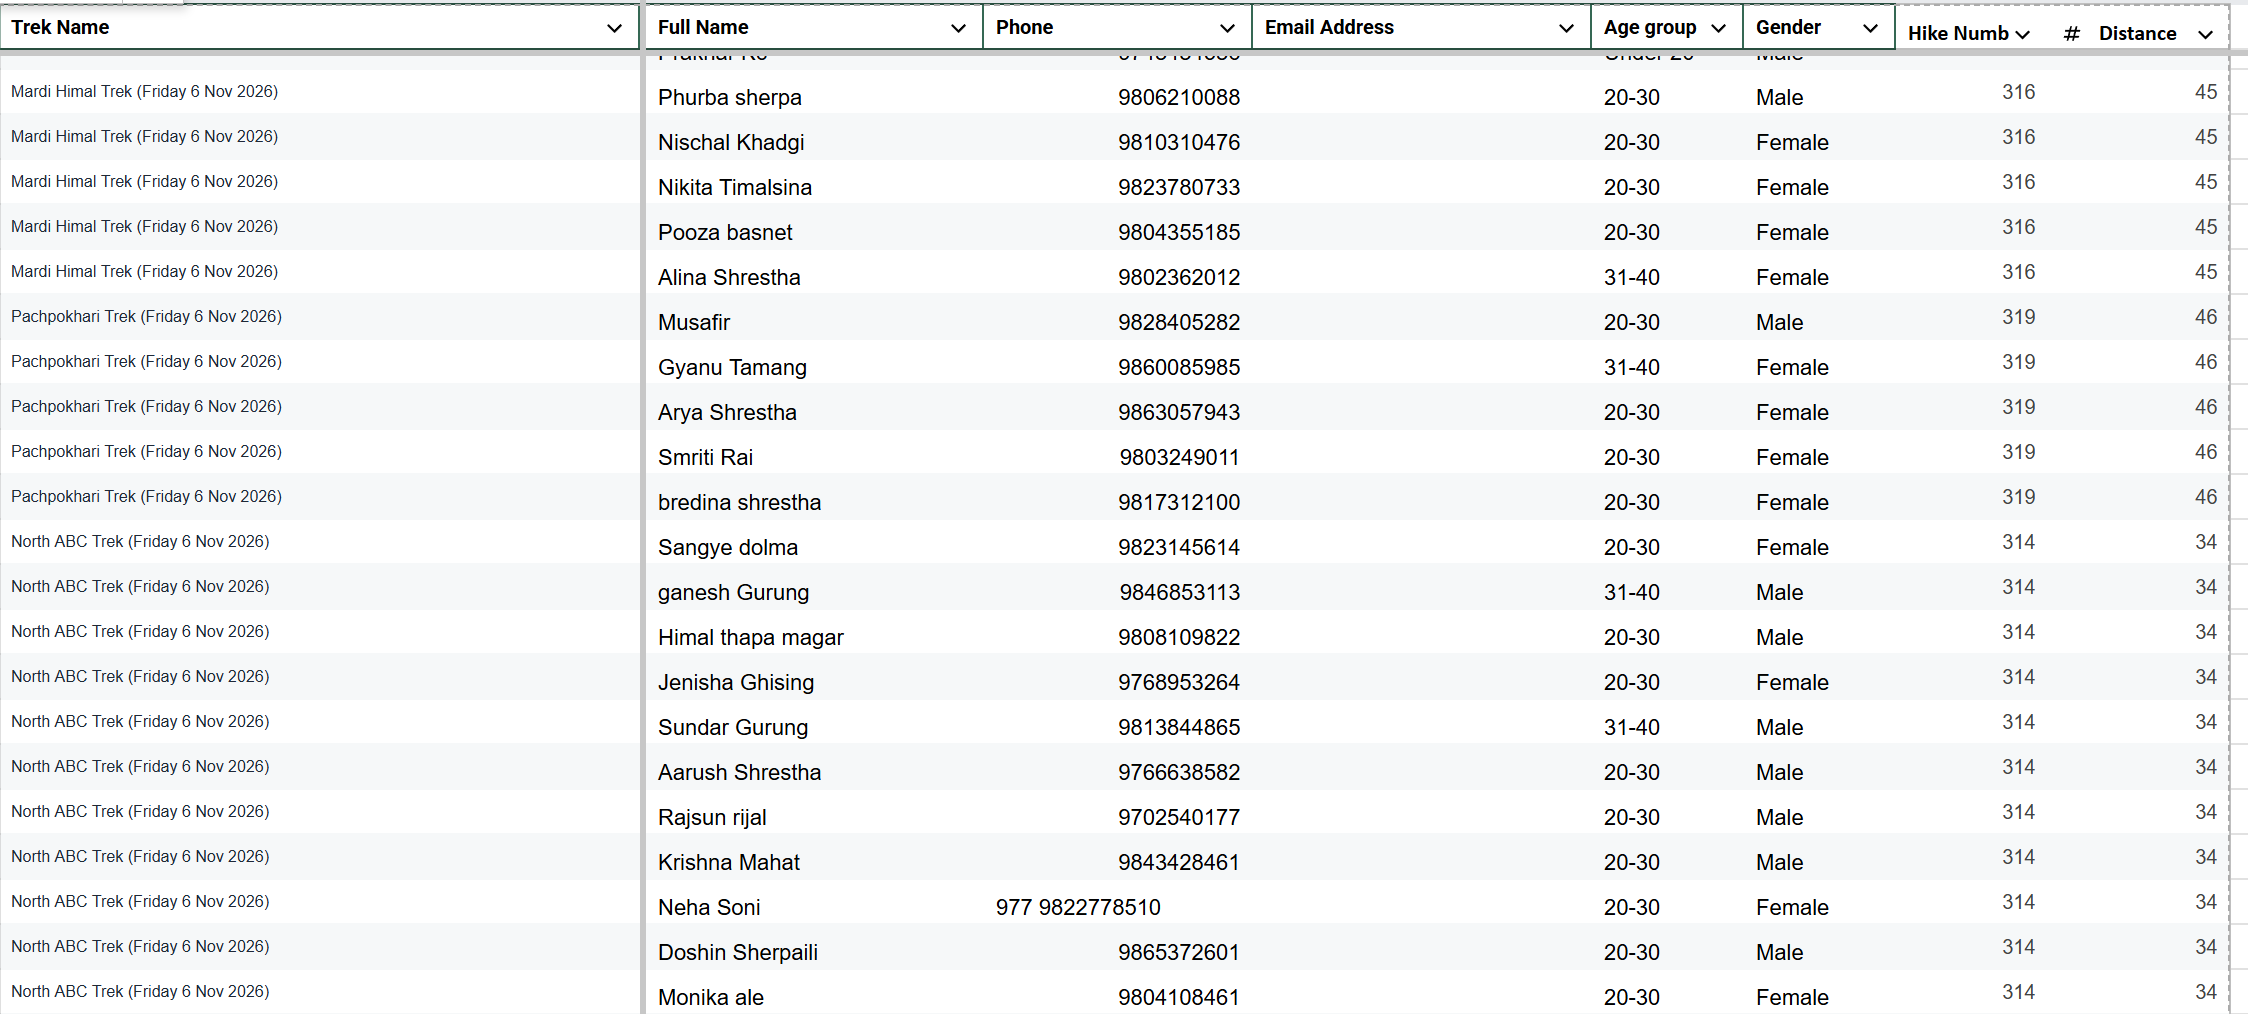 Trek Name Full Name Phone Email Address Age group Gender Hike Numb # Distance
Mardi Himal Trek (Friday 6 Nov 2026) Phurba sherpa 9806210088 20-30 Male 316 45
Mardi Himal Trek (Friday 6 Nov 2026) Nischal Khadgi 9810310476 20-30 Female 316 45
Mardi Himal Trek (Friday 6 Nov 2026) Nikita Timalsina 9823780733 20-30 Female 316 45
Mardi Himal Trek (Friday 6 Nov 2026) Pooza basnet 9804355185 20-30 Female 316 45
Mardi Himal Trek (Friday 6 Nov 2026) Alina Shrestha 9802362012 31-40 Female 316 45
Pachpokhari Trek (Friday 6 Nov 2026) Musafir 9828405282 20-30 Male 319 46
Pachpokhari Trek (Friday 6 Nov 2026) Gyanu Tamang 9860085985 31-40 Female 319 46
Pachpokhari Trek (Friday 6 Nov 2026) Arya Shrestha 9863057943 20-30 Female 319 46
Pachpokhari Trek (Friday 6 Nov 2026) Smriti Rai 9803249011 20-30 Female 319 46
Pachpokhari Trek (Friday 6 Nov 2026) bredina shrestha 9817312100 20-30 Female 319 46
North ABC Trek (Friday 6 Nov 2026) Sangye dolma 9823145614 20-30 Female 314 34
North ABC Trek (Friday 6 Nov 2026) ganesh Gurung 9846853113 31-40 Male 314 34
North ABC Trek (Friday 6 Nov 2026) Himal thapa magar 9808109822 20-30 Male 314 34
North ABC Trek (Friday 6 Nov 2026) Jenisha Ghising 9768953264 20-30 Female 314 34
North ABC Trek (Friday 6 Nov 2026) Sundar Gurung 9813844865 31-40 Male 314 34
North ABC Trek (Friday 6 Nov 2026) Aarush Shrestha 9766638582 20-30 Male 314 34
North ABC Trek (Friday 6 Nov 2026) Rajsun rijal 9702540177 20-30 Male 314 34
North ABC Trek (Friday 6 Nov 2026) Krishna Mahat 9843428461 20-30 Male 314 34
North ABC Trek (Friday 6 Nov 2026) Neha Soni 977 9822778510 20-30 Female 314 34
North ABC Trek (Friday 6 Nov 2026) Doshin Sherpaili 9865372601 20-30 Male 314 34
North ABC Trek (Friday 6 Nov 2026) Monika ale 9804108461 20-30 Female 314 34